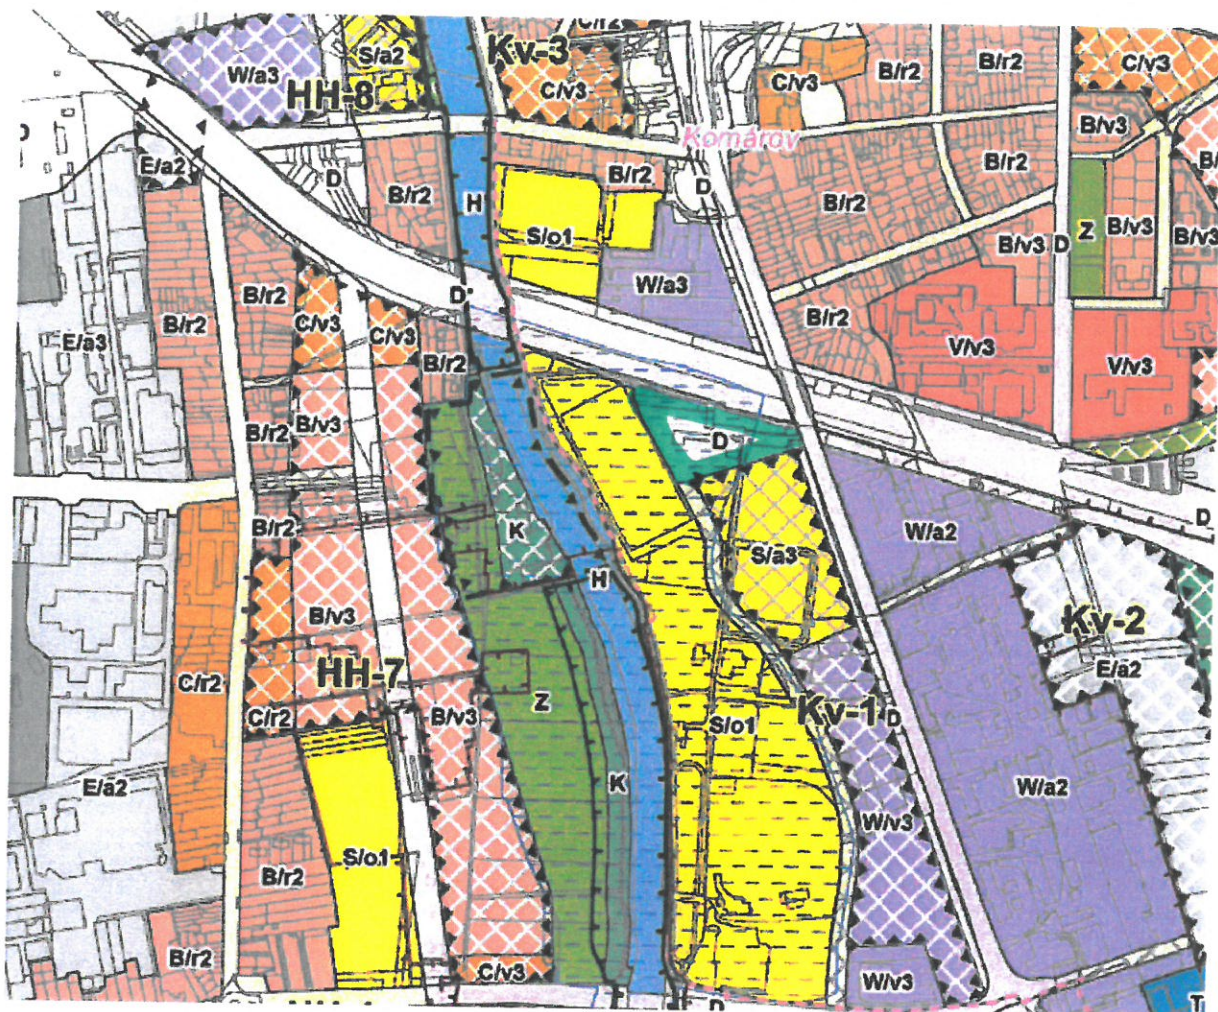 C/r2
Kv-3
S/a2
W/a3
HH-8
C/v3
C/v3
B/r2
B/r2
C/v3
B/v3
Komárov
E/a2
D
B/r2
B/r2
D
B/r2
B/r2
H
B/r2
S/o1
B/v3
D
Z
B/v3
B/v3
B/r2
W/a3
D
B/r2
C/v3
C/v3
E/a3
B/r2
B/r2
V/v3
V/v3
B/r2
B/v3
D
K
W/a2
D
B/r2
S/a3
H
B/v3
Kv-2
E/a2
HH-7
C/r2
Z
B/v3
C/r2
S/o1
Kv-1
D
E/a2
K
W/a2
W/v3
S/o1
B/r2
B/r2
C/v3
W/v3
K
D
T